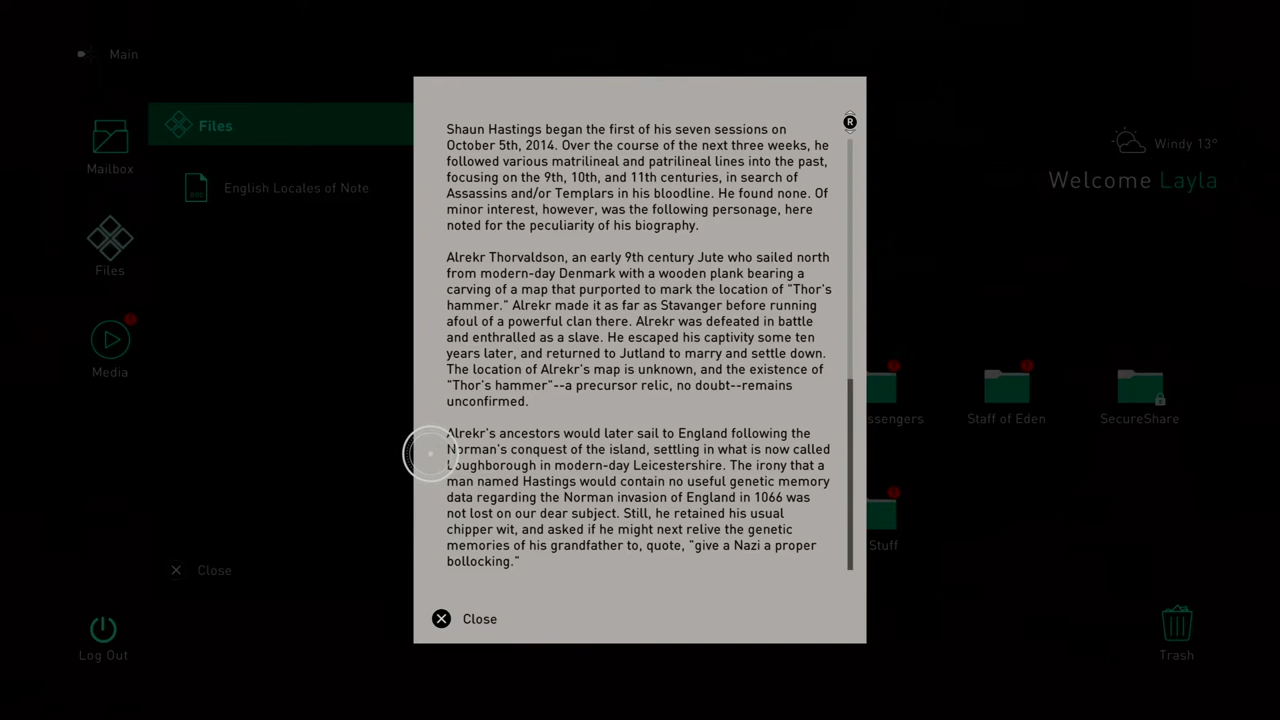 Main
Files
Mailbox
English Locales of Note
Files
Media
Close
Log Out
Shaun Hastings began the first of his seven sessions on
October 5th, 2014. Over the course of the next three weeks, he
followed various matrilineal and patrilineal lines into the past,
focusing on the 9th, 10th, and 11th centuries, in search of
Assassins and/or Templars in his bloodline. He found none. Of
minor interest, however, was the following personage, here
noted for the peculiarity of his biography.
Alrekr Thorvaldson, an early 9th century Jute who sailed north
from modern-day Denmark with a wooden plank bearing a
carving of a map that purported to mark the location of "Thor's
hammer." Alrekr made it as far as Stavanger before running
afoul of a powerful clan there. Alrekr was defeated in battle
and enthralled as a slave. He escaped his captivity some ten
years later, and returned to Jutland to marry and settle down.
The location of Alrekr's map is unknown, and the existence of
"Thor's hammer"--a precursor relic, no doubt--remains
unconfirmed.
Alrekr's ancestors would later sail to England following the
Norman's conquest of the island, settling in what is now called
Loughborough in modern-day Leicestershire. The irony that a
man named Hastings would contain no useful genetic memory
data regarding the Norman invasion of England in 1066 was
not lost on our dear subject. Still, he retained his usual
chipper wit, and asked if he might next relive the genetic
memories of his grandfather to, quote, "give a Nazi a proper
bollocking."
R
Close
Windy 13°
Welcome Layla
ssengers
Staff of Eden
SecureShare
Stuff
Trash